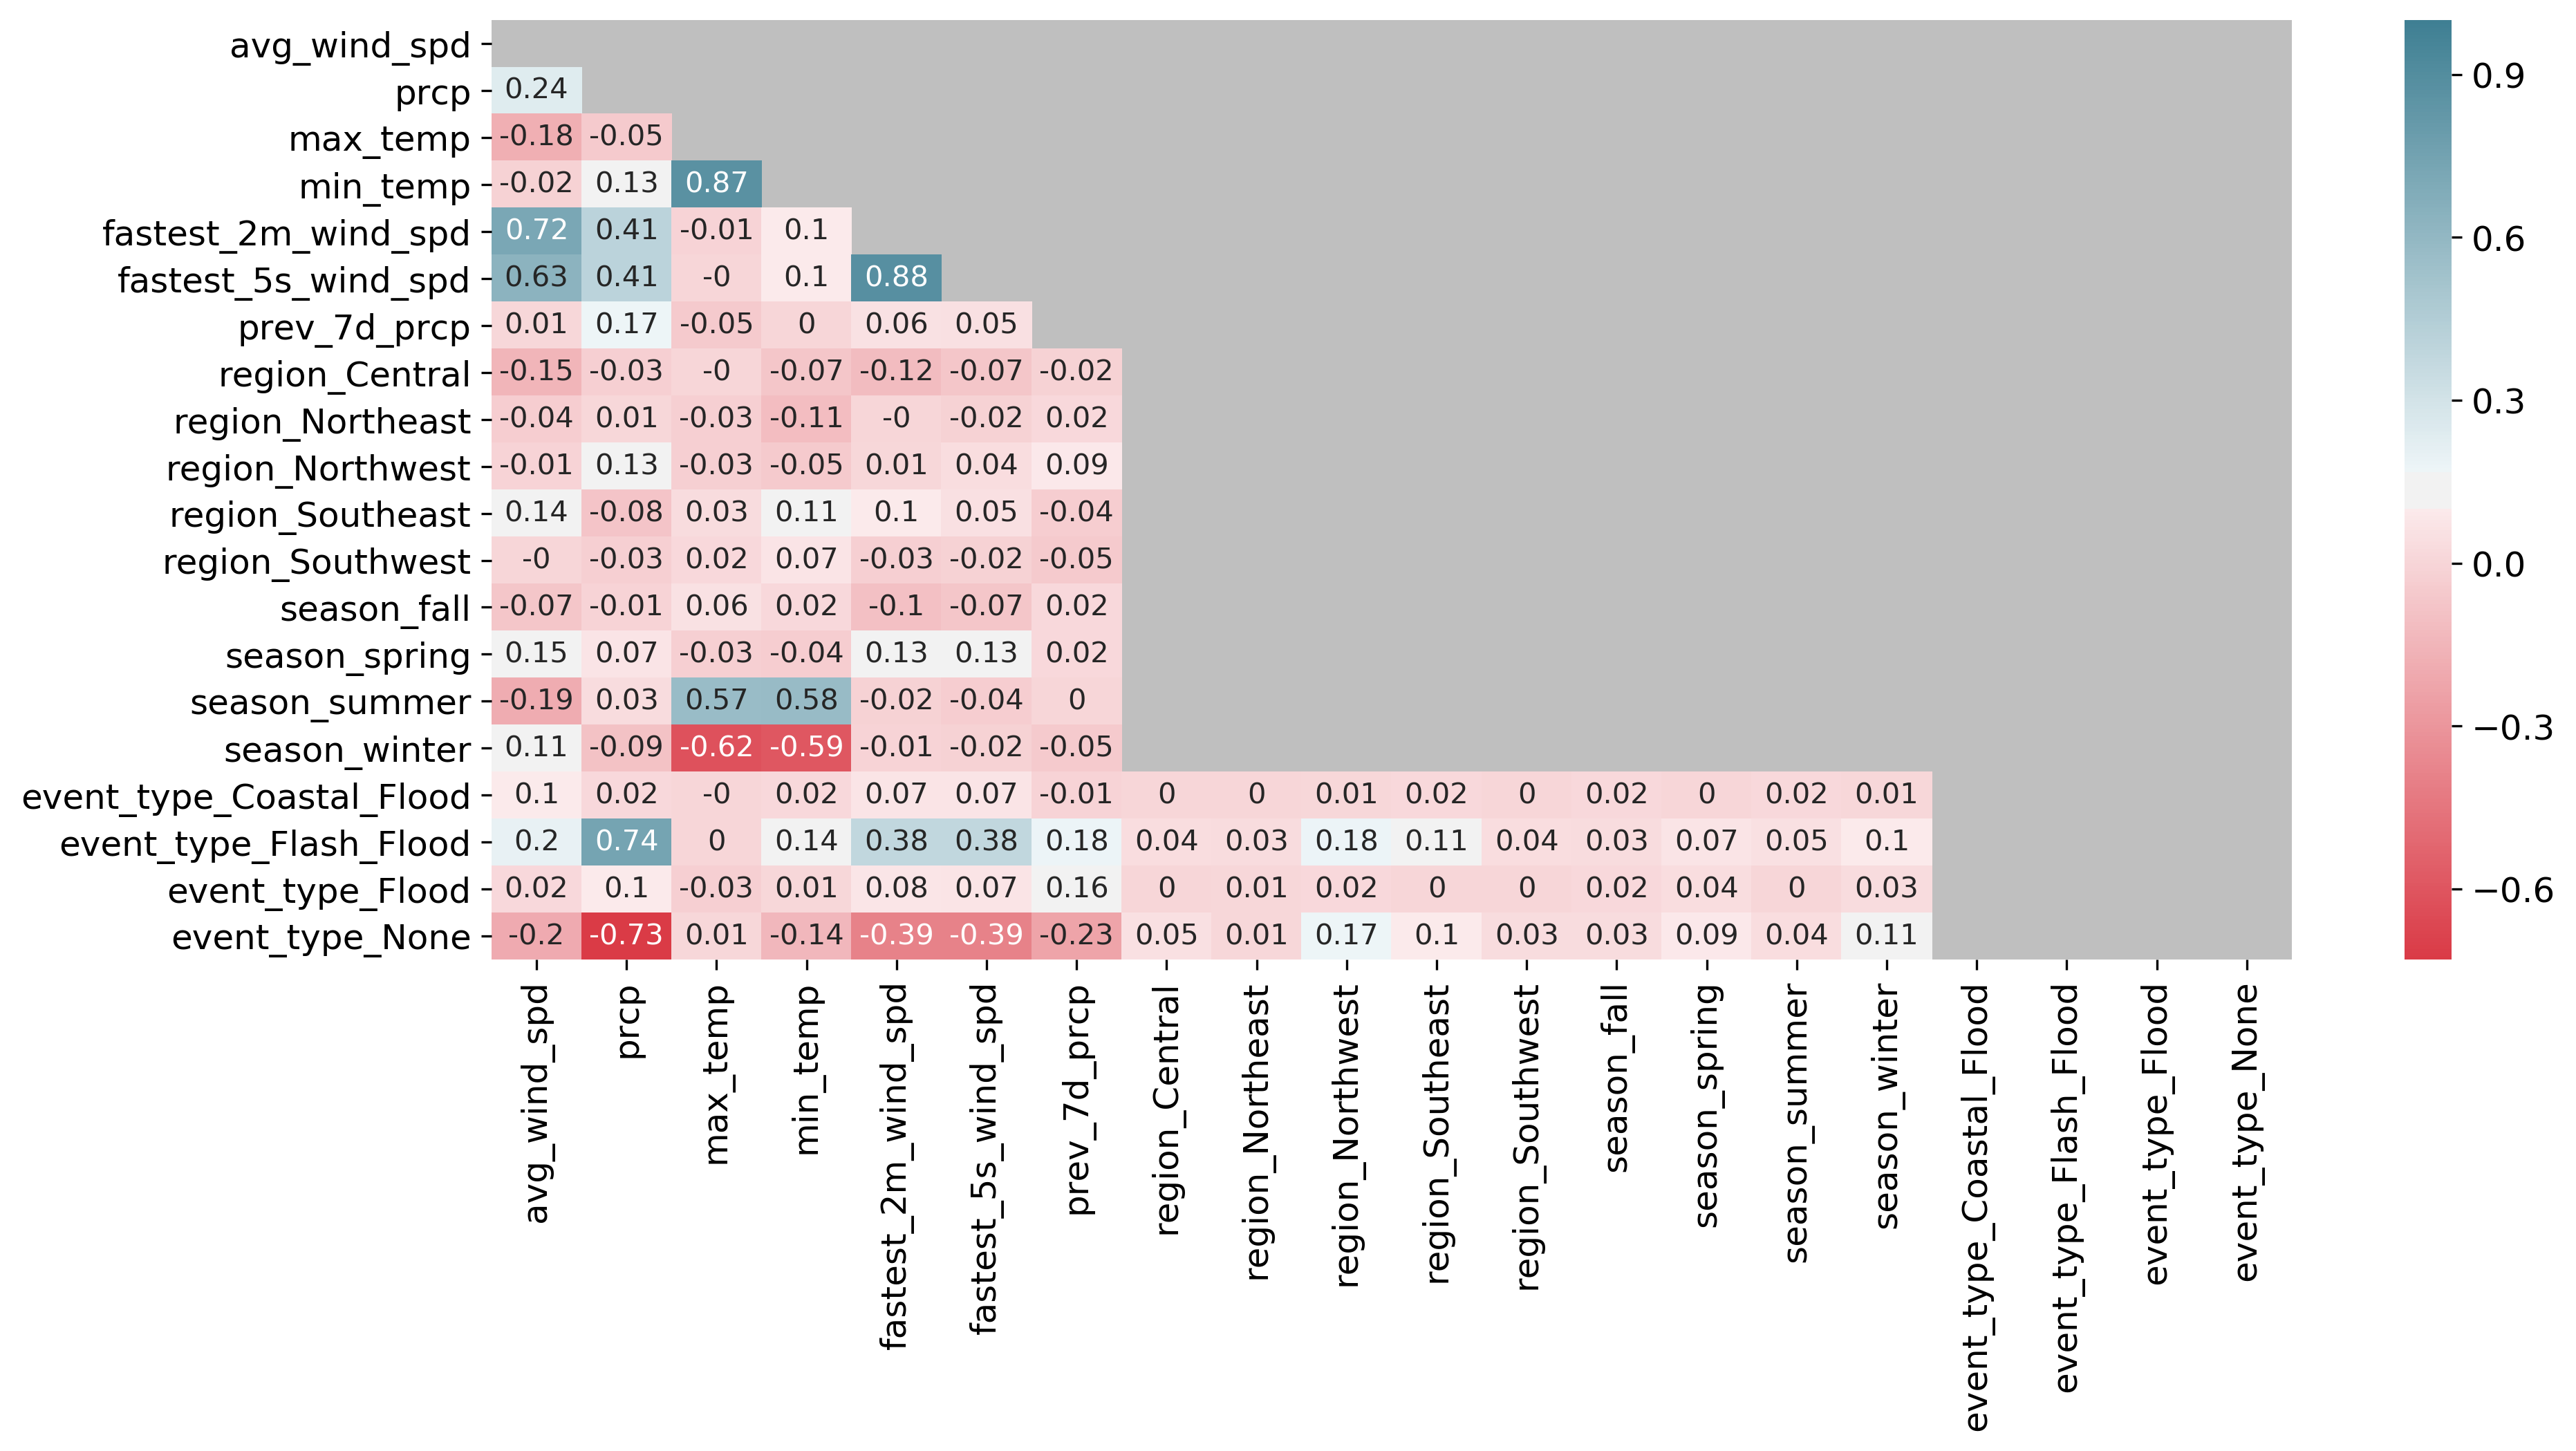 avg_wind_spd
prcp 0.24
max_temp -0.18 -0.05
min_temp -0.02 0.13 0.87
fastest_2m_wind_spd 0.72 0.41 -0.01 0.1
fastest_5s_wind_spd 0.63 0.41 -0 0.1 0.88
prev_7d_prcp 0.01 0.17 -0.05 0 0.06 0.05
region_Central -0.15 -0.03 -0 -0.07 -0.12 -0.07 -0.02
region_Northeast -0.04 0.01 -0.03 -0.11 -0 -0.02 0.02
region_Northwest -0.01 0.13 -0.03 -0.05 0.01 0.04 0.09
region_Southeast 0.14 -0.08 0.03 0.11 0.1 0.05 -0.04
region_Southwest -0 -0.03 0.02 0.07 -0.03 -0.02 -0.05
season_fall -0.07 -0.01 0.06 0.02 -0.1 -0.07 0.02
season_spring 0.15 0.07 -0.03 -0.04 0.13 0.13 0.02
season_summer -0.19 0.03 0.57 0.58 -0.02 -0.04 0
season_winter 0.11 -0.09 -0.62 -0.59 -0.01 -0.02 -0.05
event_type_Coastal_Flood 0.1 0.02 -0 0.02 0.07 0.07 -0.01 0 0 0.01 0.02 0 0.02 0 0.02 0.01
event_type_Flash_Flood 0.2 0.74 0 0.14 0.38 0.38 0.18 0.04 0.03 0.18 0.11 0.04 0.03 0.07 0.05 0.1
event_type_Flood 0.02 0.1 -0.03 0.01 0.08 0.07 0.16 0 0.01 0.02 0 0 0.02 0.04 0 0.03
event_type_None -0.2 -0.73 0.01 -0.14 -0.39 -0.39 -0.23 0.05 0.01 0.17 0.1 0.03 0.03 0.09 0.04 0.11
avg_wind_spd
prcp
max_temp
min_temp
fastest_2m_wind_spd
fastest_5s_wind_spd
prev_7d_prcp
region_Central
region_Northeast
region_Northwest
region_Southeast
region_Southwest
season_fall
season_spring
season_summer
season_winter
event_type_Coastal_Flood
event_type_Flash_Flood
event_type_Flood
event_type_None
0.9
0.6
0.3
0.0
−0.3
−0.6